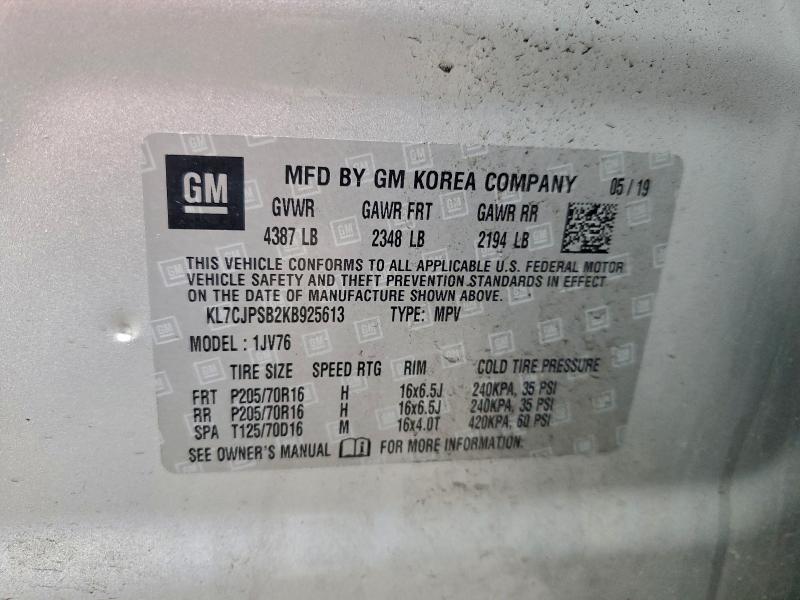 GM MFD BY GM KOREA COMPANY 05 / 19
GVWR GAWR FRT GAWR RR
4387 LB 2348 LB 2194 LB
THIS VEHICLE CONFORMS TO ALL APPLICABLE U.S. FEDERAL MOTOR
VEHICLE SAFETY AND THEFT PREVENTION STANDARDS IN EFFECT
ON THE DATE OF MANUFACTURE SHOWN ABOVE.
KL7CJPSB2KB925613 TYPE: MPV
MODEL : 1JV76
TIRE SIZE SPEED RTG RIM COLD TIRE PRESSURE
FRT P205/70R16 H 16x6.5J 240KPA, 35 PSI
RR P205/70R16 H 16x6.5J 240KPA, 35 PSI
SPA T125/70D16 M 16x4.0T 420KPA, 60 PSI
SEE OWNER'S MANUAL FOR MORE INFORMATION.